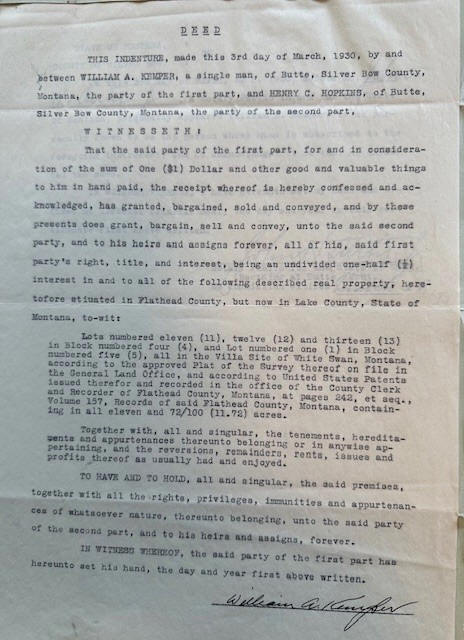 D E E D
THIS INDENTURE, made this 3rd day of March, 1930, by and
between WILLIAM A. KEMPER, a single man, of Butte, Silver Bow County,
Montana, the party of the first part, and HENRY C. HOPKINS, of Butte,
Silver Bow County, Montana, the party of the second part,
W I T N E S S E T H :
That the said party of the first part, for and in considera-
tion of the sum of One ($1) Dollar and other good and valuable things
to him in hand paid, the receipt whereof is hereby confessed and ac-
knowledged, has granted, bargained, sold and conveyed, and by these
presents does grant, bargain, sell and convey, unto the said second
party, and to his heirs and assigns forever, all of his, said first
party's right, title, and interest, being an undivided one-half (½)
interest in and to all of the following described real property, here-
tofore stiuated in Flathead County, but now in Lake County, State of
Montana, to-wit:
Lots numbered eleven (11), twelve (12) and thirteen (13)
in Block numbered four (4), and Lot numbered one (1) in Block
numbered five (5), all in the Villa Site of White Swan, Montana,
according to the approved Plat of the Survey thereof on file in
the General Land Office, and according to United States Patents
issued therefor and recorded in the office of the County Clerk
and Recorder of Flathead County, Montana, at pages 242, et seq.,
Volume 157, Records of said Flathead County, Montana, contain-
ing in all eleven and 72/100 (11.72) acres.
Together with, all and singular, the tenements, heredita-
ments and appurtenances thereunto belonging or in anywise ap-
pertaining, and the reversions, remainders, rents, issues and
profits thereof as usually had and enjoyed.
TO HAVE AND TO HOLD, all and singular, the said premises,
together with all the rights, privileges, immunities and appurtenan-
ces of whatsoever nature, thereunto belonging, unto the said party
of the second part, and to his heirs and assigns, forever.
IN WITNESS WHEREOF, the said party of the first part has
hereunto set his hand, the day and year first above written.
William A. Kemper